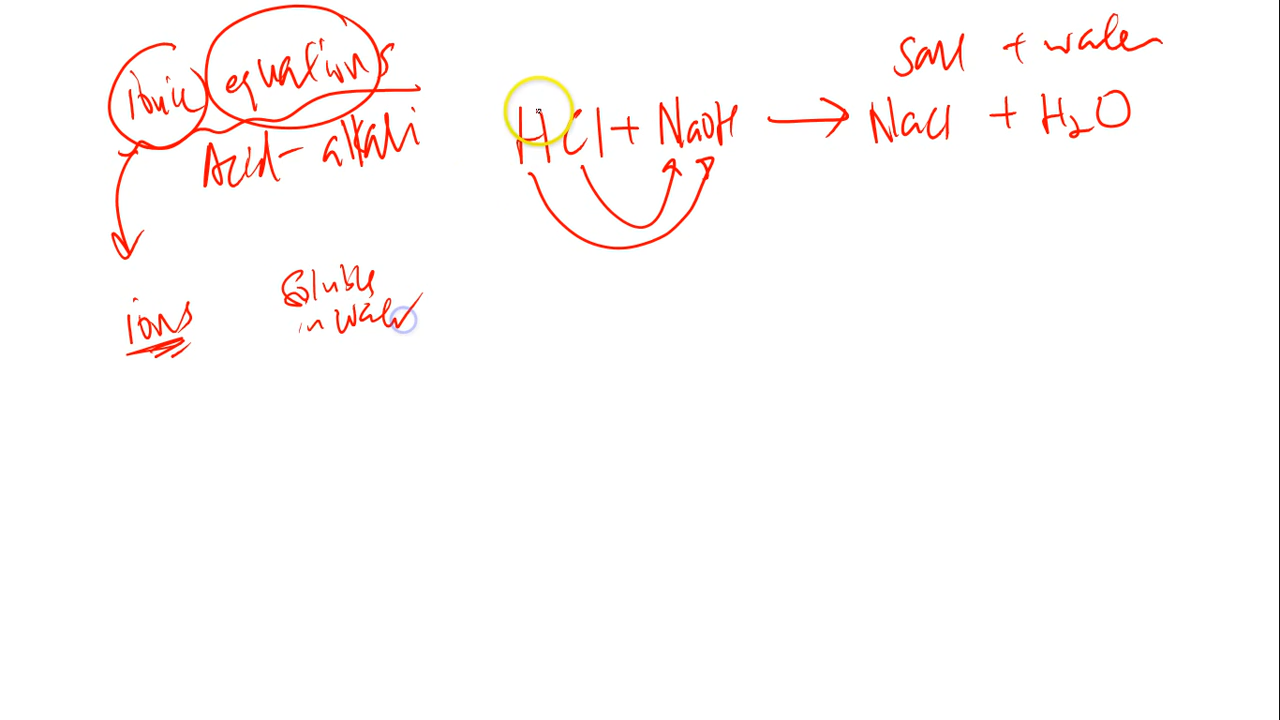 ionic equations
Acid - alkali
HCl + NaOH → NaCl + H₂O
salt + water
ions
soluble
in water